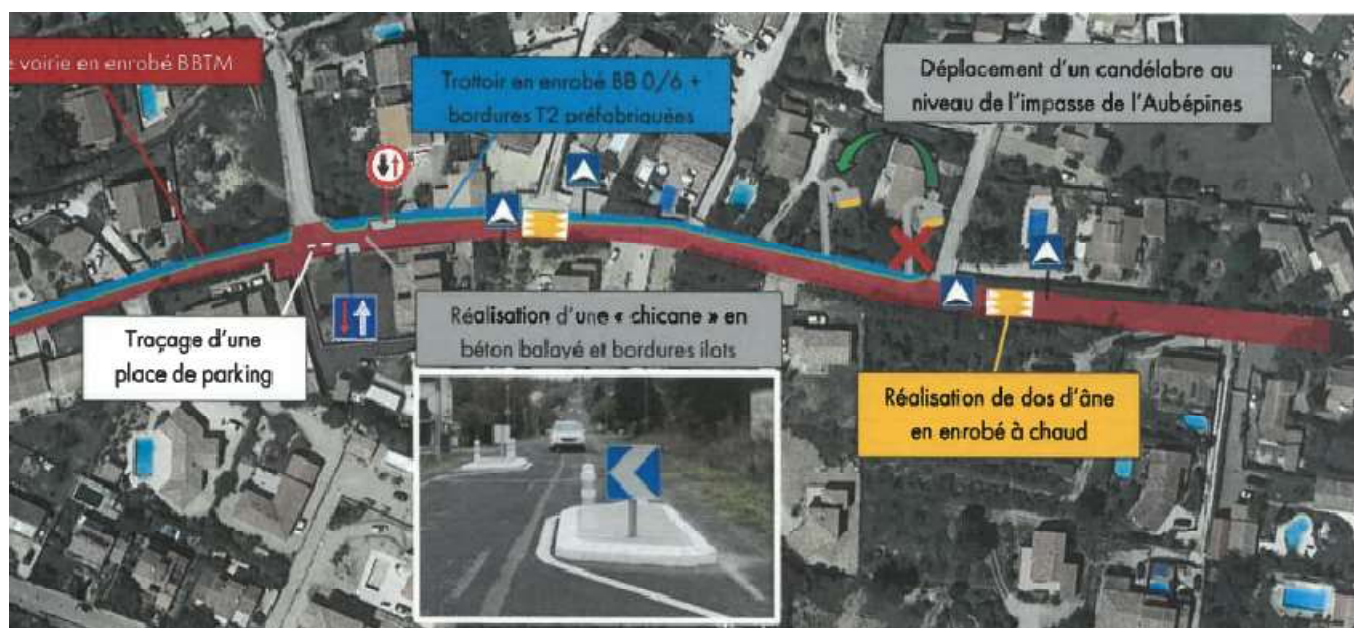 e voirie en enrobé BBTM
Trottoir en enrobé BB 0/6 +
bordures T2 préfabriquées
Déplacement d'un candélabre au
niveau de l'impasse de l'Aubépines
Traçage d'une
place de parking
Réalisation d'une « chicane » en
béton balayé et bordures ilots
Réalisation de dos d'âne
en enrobé à chaud